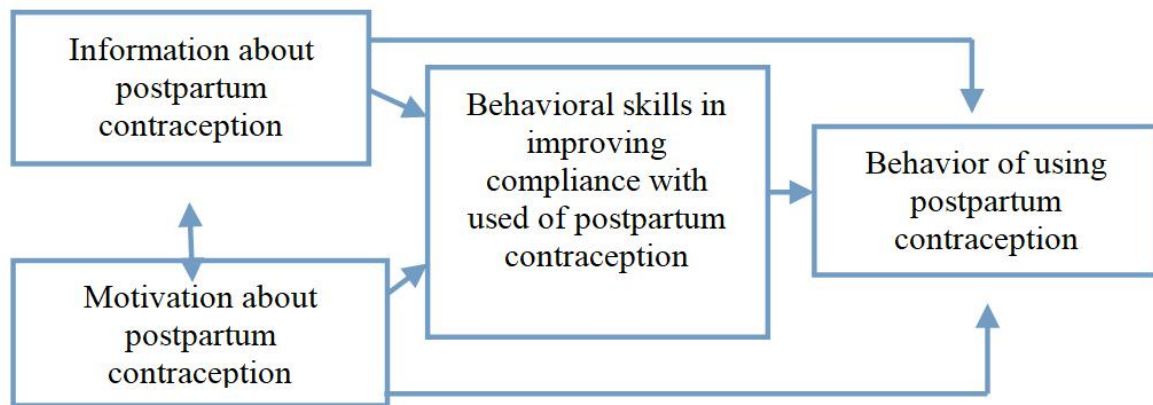 Information about
postpartum
contraception
Behavioral skills in
improving
compliance with
used of postpartum
contraception
Behavior of using
postpartum
contraception
Motivation about
postpartum
contraception